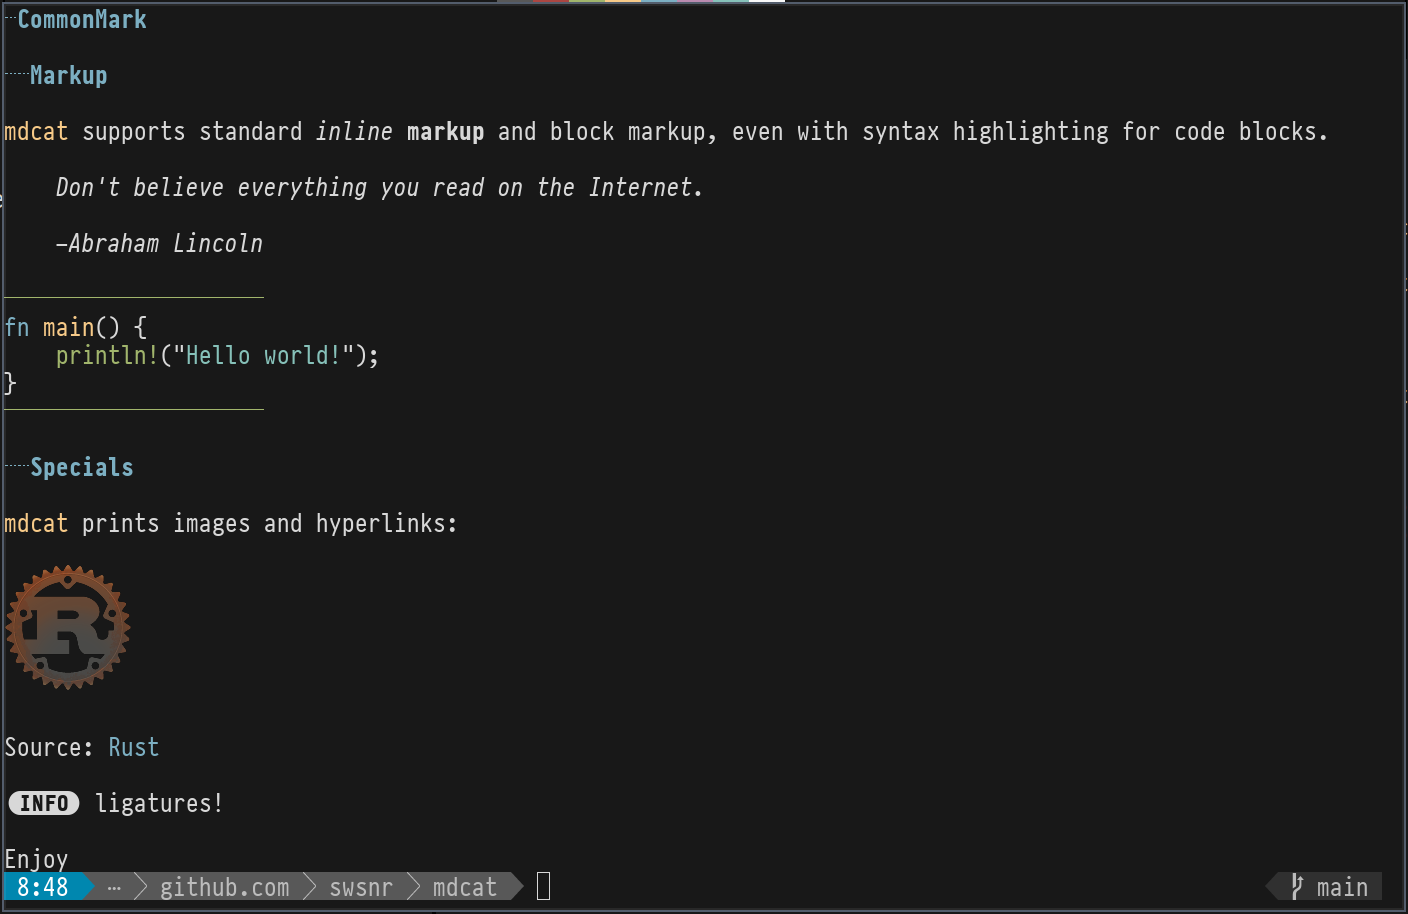 CommonMark
Markup
mdcat supports standard inline markup and block markup, even with syntax highlighting for code blocks.
Don't believe everything you read on the Internet.
—Abraham Lincoln
fn main() {
    println!("Hello world!");
}
Specials
mdcat prints images and hyperlinks:
R
Source: Rust
INFO ligatures!
Enjoy
8:48 … github.com swsnr mdcat main